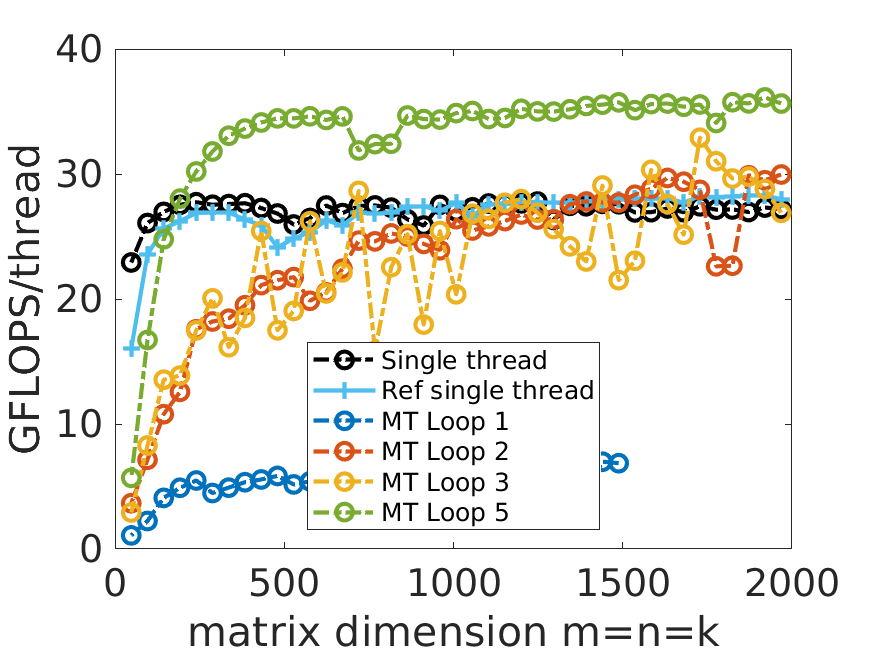 GFLOPS/thread
40
30
20
10
0
Single thread
Ref single thread
MT Loop 1
MT Loop 2
MT Loop 3
MT Loop 5
0 500 1000 1500 2000
matrix dimension m=n=k